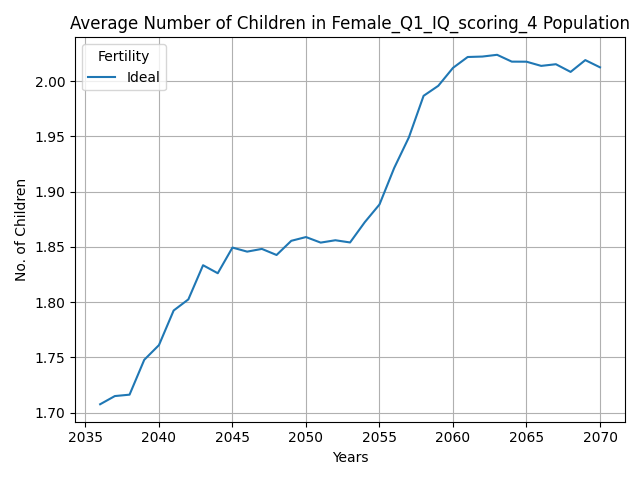 Average Number of Children in Female_Q1_IQ_scoring_4 Population
Fertility
Ideal
No. of Children
2.00
1.95
1.90
1.85
1.80
1.75
1.70
2035 2040 2045 2050 2055 2060 2065 2070
Years